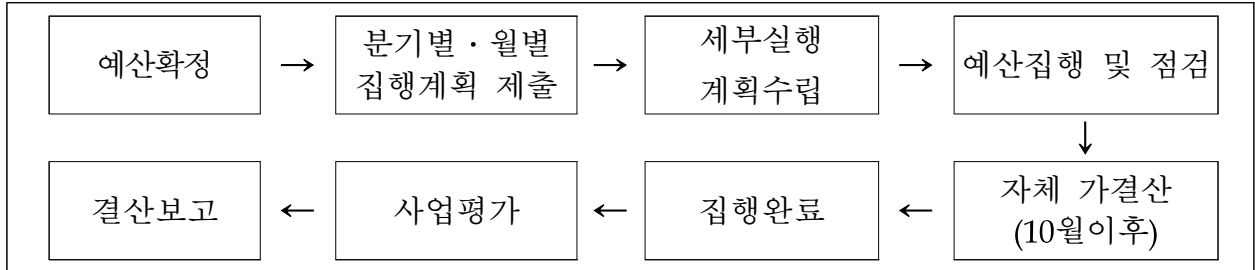 예산확정
→
분기별·월별
집행계획 제출
→
세부실행
계획수립
→
예산집행 및 점검
↓
자체 가결산
(10월이후)
←
집행완료
←
사업평가
←
결산보고